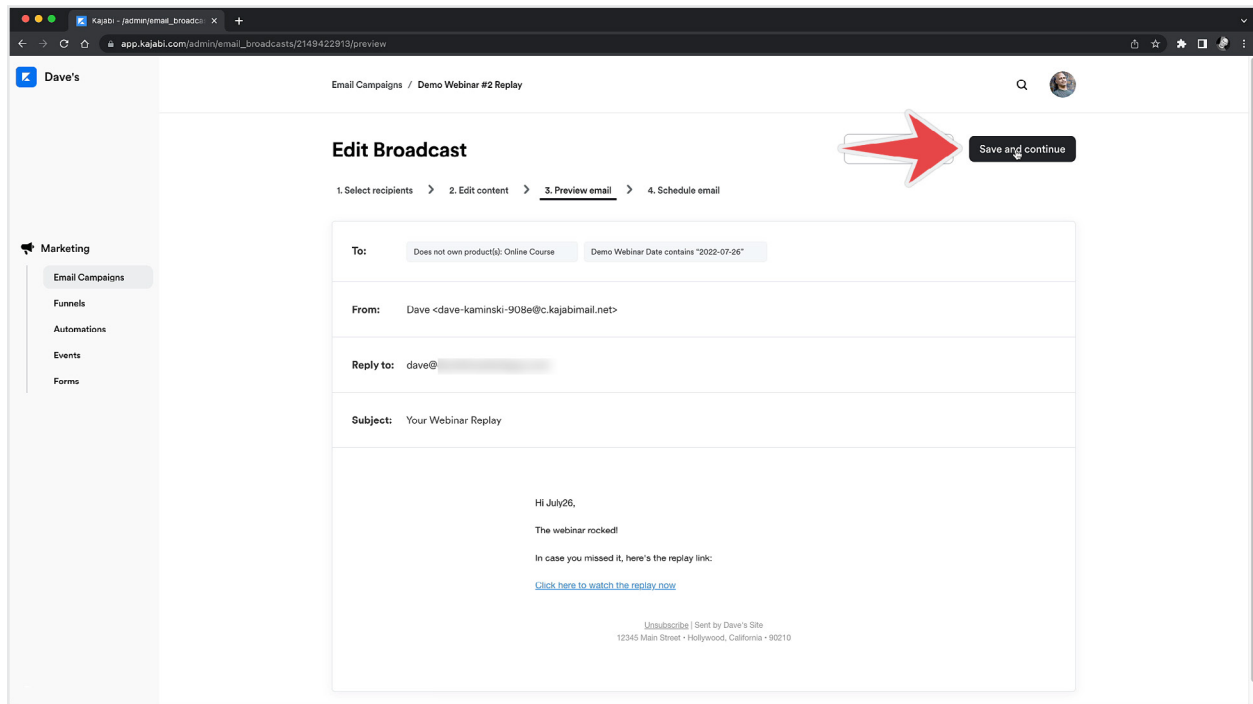 Kajabi - /admin/email_broadcas
app.kajabi.com/admin/email_broadcasts/2149422913/preview
Dave's
Email Campaigns / Demo Webinar #2 Replay
Edit Broadcast
Save and continue
1. Select recipients
2. Edit content
3. Preview email
4. Schedule email
Marketing
Email Campaigns
Funnels
Automations
Events
Forms
To: Does not own product(s): Online Course Demo Webinar Date contains "2022-07-26"
From: Dave <dave-kaminski-908e@c.kajabimail.net>
Reply to: dave@
Subject: Your Webinar Replay
Hi July26,
The webinar rocked!
In case you missed it, here's the replay link:
Click here to watch the replay now
Unsubscribe | Sent by Dave's Site
12345 Main Street • Hollywood, California • 90210